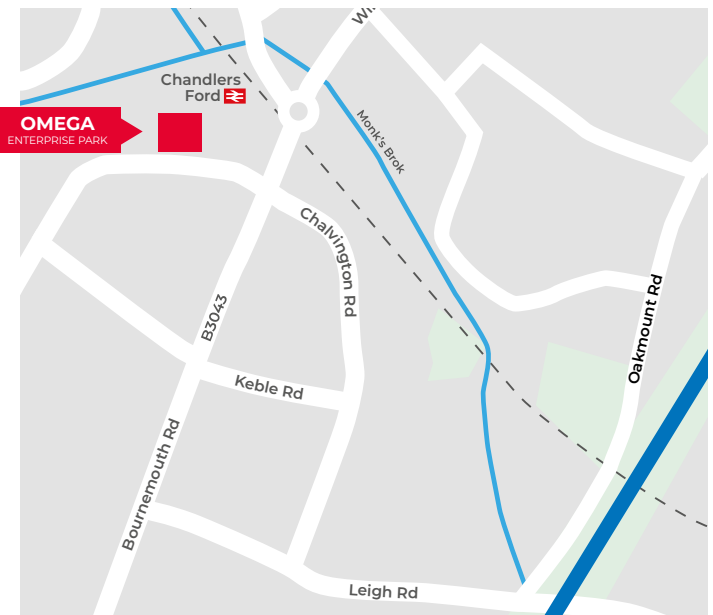 Chandlers
Ford
OMEGA
ENTERPRISE PARK
Monk's Brok
Chalvington Rd
B3043
Oakmount Rd
Keble Rd
Bournemouth Rd
Leigh Rd